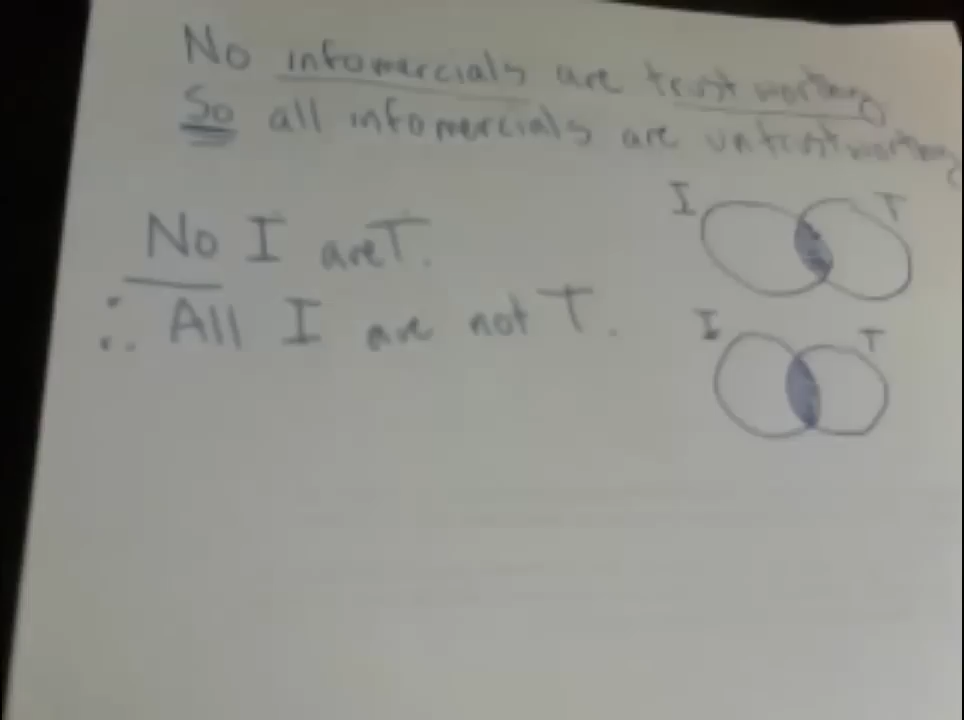 No infomercials are trustworthy
So all infomercials are untrustworthy
No I are T.
∴ All I are not T.
I T
I T